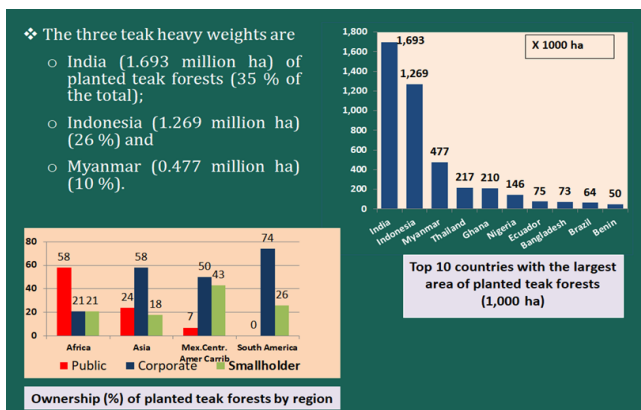 ❖ The three teak heavy weights are
o India (1.693 million ha) of
planted teak forests (35 % of
the total);
o Indonesia (1.269 million ha)
(26 %) and
o Myanmar (0.477 million ha)
(10 %).
1,800
1,600
1,400
1,200
1,000
800
600
400
200
0
X 1000 ha
1,693
1,269
477
217
210
146
75
73
64
50
India
Indonesia
Myanmar
Thailand
Ghana
Nigeria
Ecuador
Bangladesh
Brazil
Benin
Top 10 countries with the largest
area of planted teak forests
(1,000 ha)
80
60
40
20
0
58
21
21
24
58
18
7
50
43
0
74
26
Africa
Asia
Mex.Centr.
Amer Carrib
South America
Public
Corporate
Smallholder
Ownership (%) of planted teak forests by region